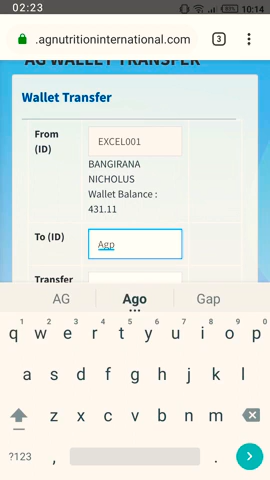 02:23 10:14
.agnutritioninternational.com 3
AG WALLET TRANSFER
Wallet Transfer
From (ID)
EXCEL001
BANGIRANA
NICHOLUS
Wallet Balance :
431.11
To (ID)
Agp
Transfer
AG Ago Gap
1 2 3 4 5 6 7 8 9 0
q w e r t y u i o p
a s d f g h j k l
z x c v b n m
?123 , .